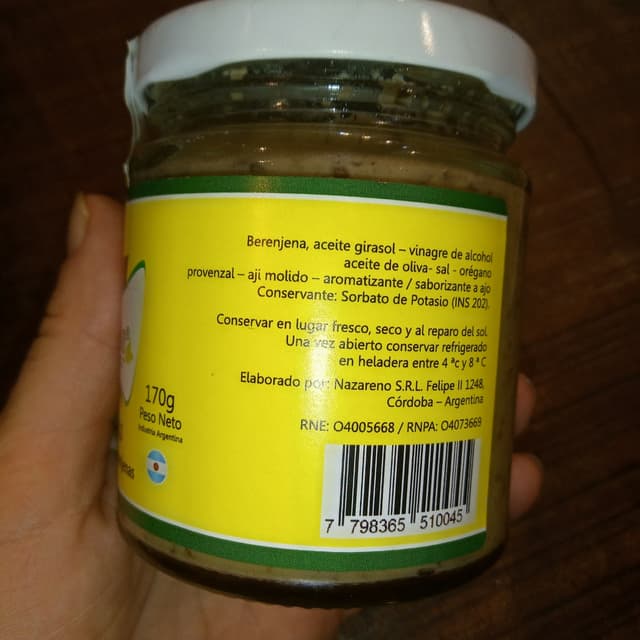 Berenjena, aceite girasol – vinagre de alcohol
aceite de oliva- sal - orégano
provenzal – aji molido – aromatizante / saborizante a ajo
Conservante: Sorbato de Potasio (INS 202).
Conservar en lugar fresco, seco y al reparo del sol.
Una vez abierto conservar refrigerado
en heladera entre 4 ªc y 8 ª C
Elaborado por: Nazareno S.R.L. Felipe II 1248,
Córdoba – Argentina
RNE: O4005668 / RNPA: O4073669
7 798365 510045
170g
Peso Neto
Industria Argentina